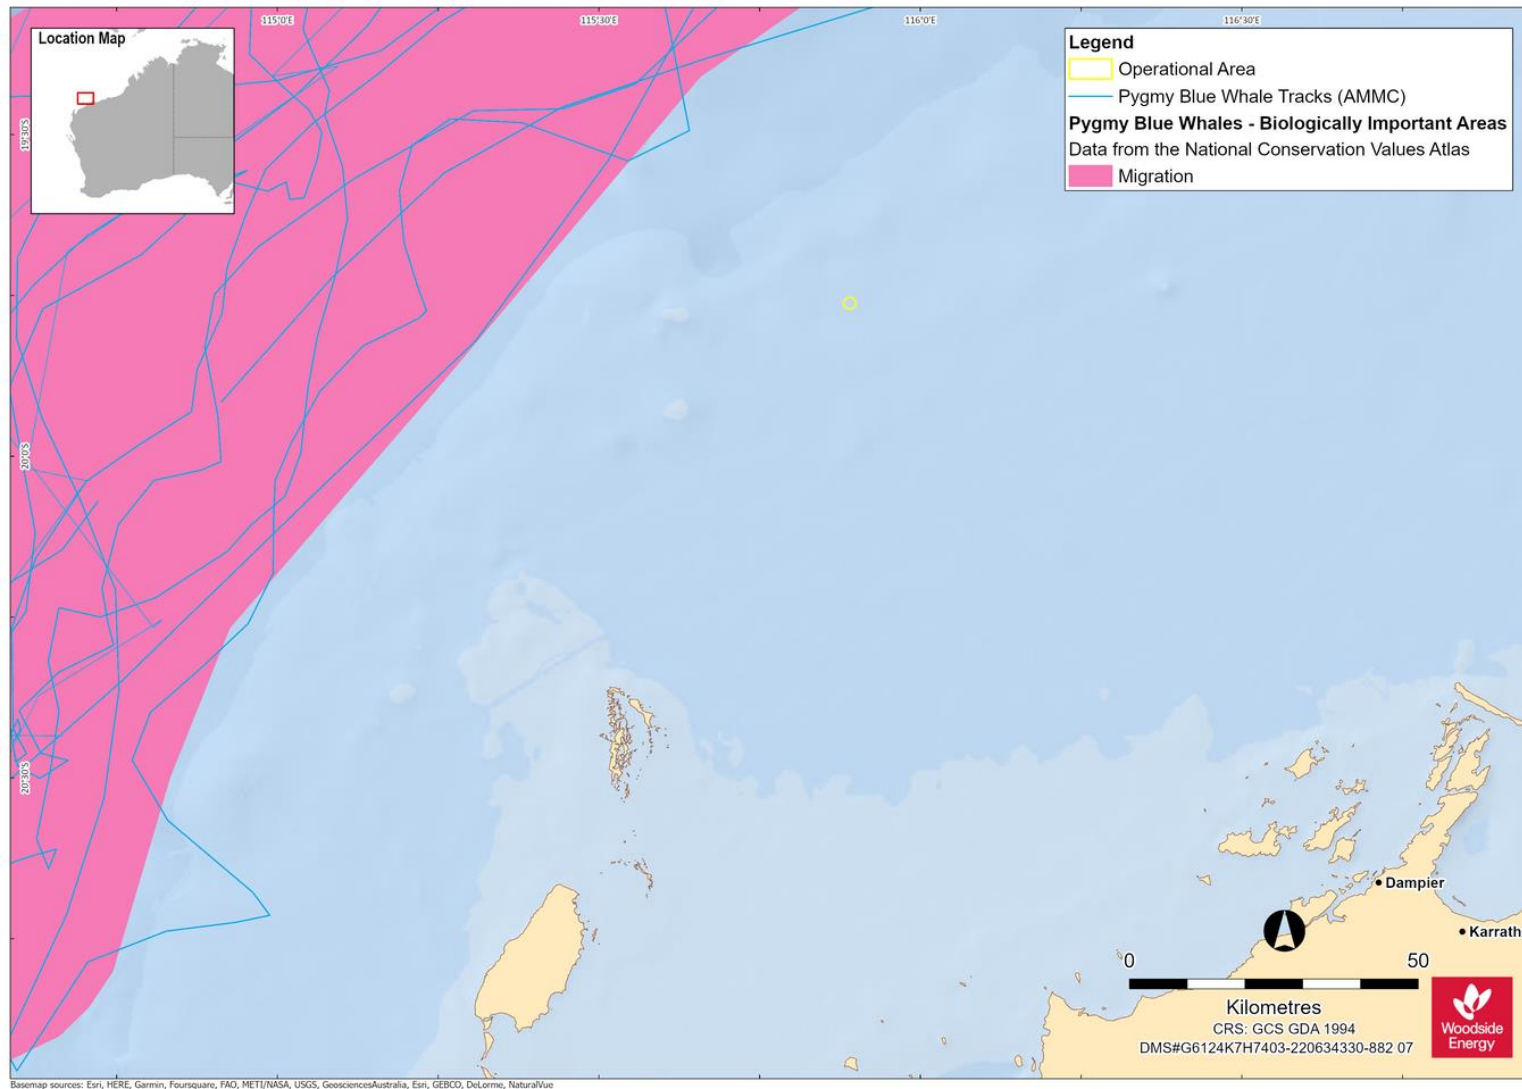 115°0'E
115°30'E
116°0'E
116°30'E
Location Map
19°30'S
20°0'S
20°30'S
Legend
Operational Area
Pygmy Blue Whale Tracks (AMMC)
Pygmy Blue Whales - Biologically Important Areas
Data from the National Conservation Values Atlas
Migration
Dampier
Karrath
0 50
Kilometres
CRS: GCS GDA 1994
DMS#G6124K7H7403-220634330-882 07
Woodside
Energy
Basemap sources: Esri, HERE, Garmin, Foursquare, FAO, METI/NASA, USGS, GeosciencesAustralia, Esri, GEBCO, DeLorme, NaturalVue